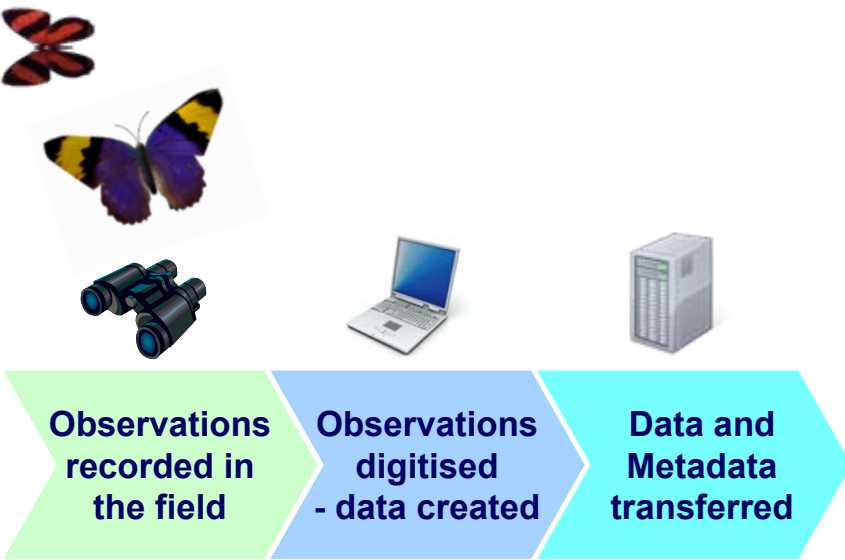 Observations
recorded in
the field
Observations
digitised
- data created
Data and
Metadata
transferred